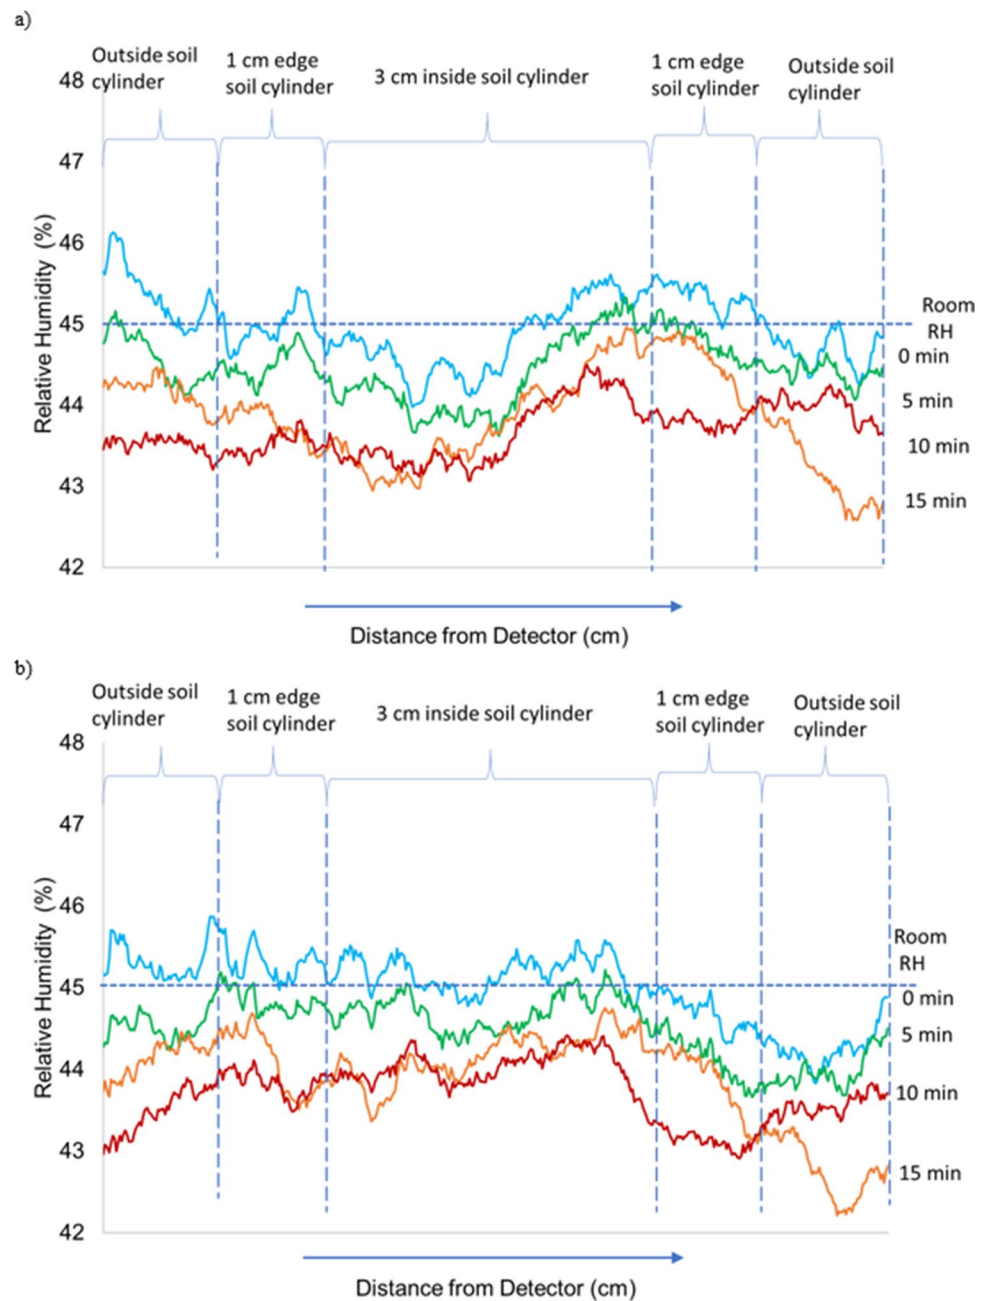 a)
Outside soil
cylinder
1 cm edge
soil cylinder
3 cm inside soil cylinder
1 cm edge
soil cylinder
Outside soil
cylinder
48
47
46
45
44
43
42
Relative Humidity (%)
Room
RH
0 min
5 min
10 min
15 min
Distance from Detector (cm)
b)
Outside soil
cylinder
1 cm edge
soil cylinder
3 cm inside soil cylinder
1 cm edge
soil cylinder
Outside soil
cylinder
48
47
46
45
44
43
42
Relative Humidity (%)
Room
RH
0 min
5 min
10 min
15 min
Distance from Detector (cm)